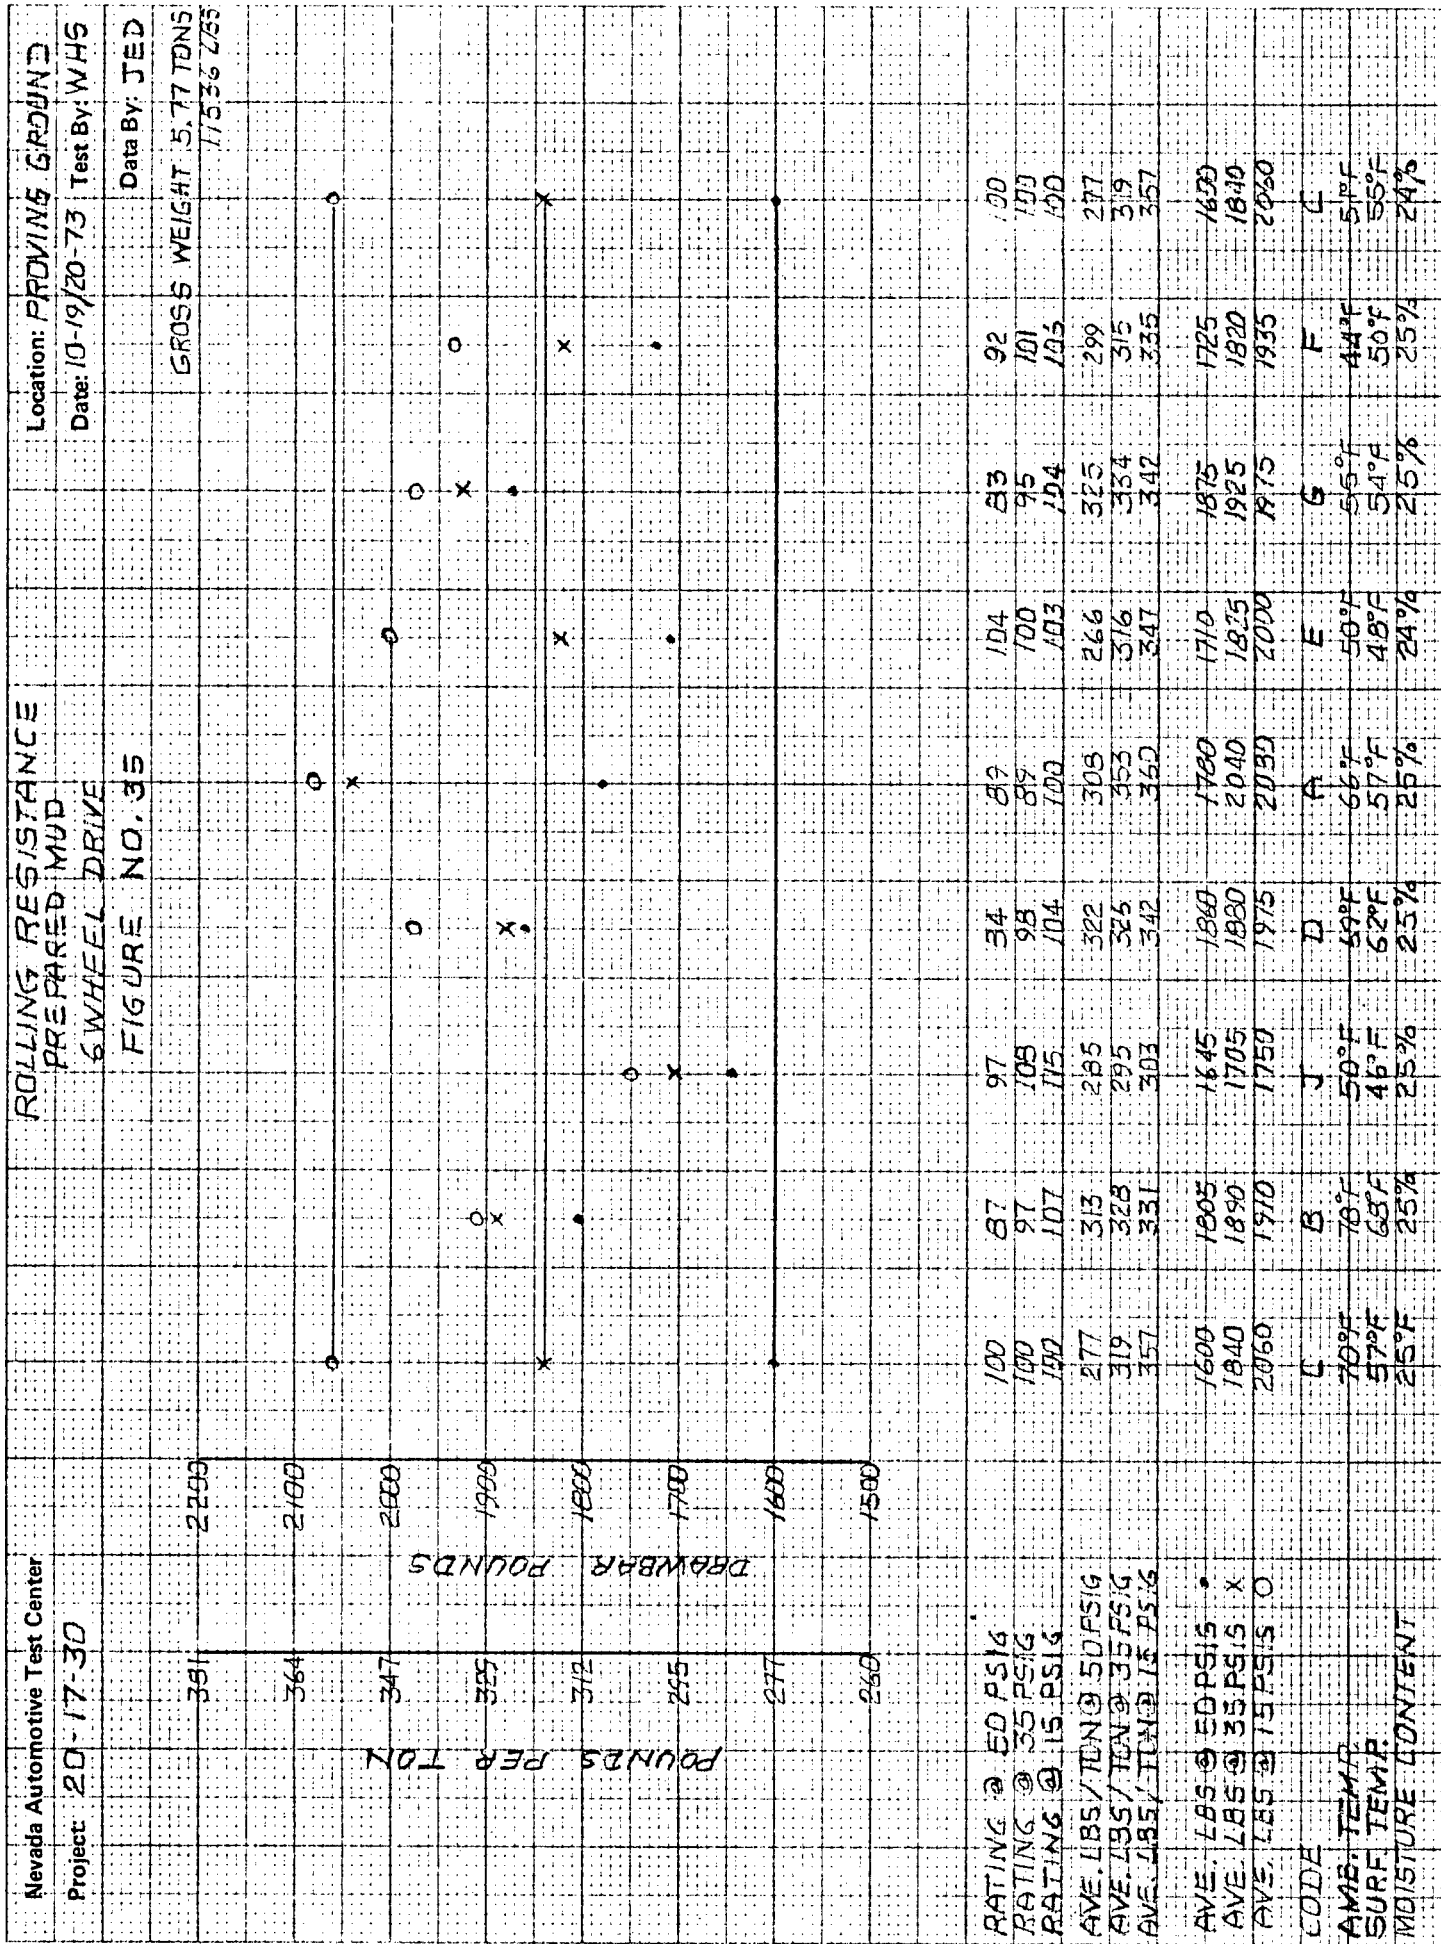 Nevada Automotive Test Center
Project: 20-17-30
ROLLING RESISTANCE
PREPARED MUD
6 WHEEL DRIVE
FIGURE NO. 35
Location: PROVING GROUND
Date: 10-19/20-73 Test By: WHS
Data By: JED
GROSS WEIGHT 5.77 TONS
11536 LBS
POUNDS PER TON
381
364
347
329
312
295
277
260
DRAWBAR POUNDS
2200
2100
2000
1900
1800
1700
1600
1500
RATING @ 50 PSIG 100 87 97 84 89 104 83 92 100
RATING @ 35 PSIG 100 97 108 98 89 100 95 101 100
RATING @ 15 PSIG 100 107 115 104 100 103 104 103 100
AVE. LBS/TON @ 50 PSIG 277 313 285 322 308 266 325 299 277
AVE. LBS/TON @ 35 PSIG 319 328 295 326 353 316 334 315 319
AVE. LBS/TON @ 15 PSIG 357 331 303 342 360 347 342 335 357
AVE. LBS @ 50 PSIG • 1600 1805 1645 1860 1780 1710 1875 1725 1600
AVE. LBS @ 35 PSIG X 1840 1890 1705 1880 2040 1825 1925 1820 1840
AVE. LBS @ 15 PSIG O 2060 1910 1750 1975 2080 2000 1975 1935 2060
CODE C B J D A E G F C
AMB. TEMP. 70°F 78°F 50°F 59°F 66°F 50°F 55°F 44°F 51°F
SURF. TEMP. 57°F 68°F 46°F 62°F 57°F 48°F 54°F 50°F 55°F
MOISTURE CONTENT 25°F 25% 25% 25% 25% 24% 25% 25% 24%